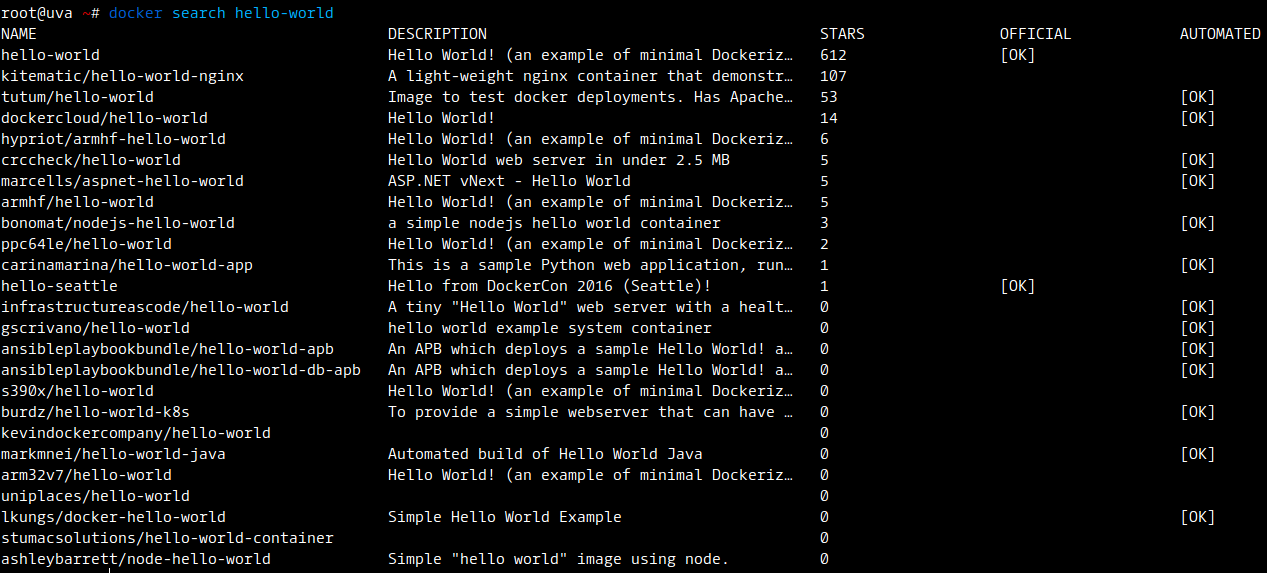 root@uva ~# docker search hello-world
NAME DESCRIPTION STARS OFFICIAL AUTOMATED
hello-world Hello World! (an example of minimal Dockeriz… 612 [OK]
kitematic/hello-world-nginx A light-weight nginx container that demonstr… 107
tutum/hello-world Image to test docker deployments. Has Apache… 53 [OK]
dockercloud/hello-world Hello World! 14 [OK]
hypriot/armhf-hello-world Hello World! (an example of minimal Dockeriz… 6
crccheck/hello-world Hello World web server in under 2.5 MB 5 [OK]
marcells/aspnet-hello-world ASP.NET vNext - Hello World 5 [OK]
armhf/hello-world Hello World! (an example of minimal Dockeriz… 5
bonomat/nodejs-hello-world a simple nodejs hello world container 3 [OK]
ppc64le/hello-world Hello World! (an example of minimal Dockeriz… 2
carinamarina/hello-world-app This is a sample Python web application, run… 1 [OK]
hello-seattle Hello from DockerCon 2016 (Seattle)! 1 [OK]
infrastructureascode/hello-world A tiny "Hello World" web server with a healt… 0 [OK]
gscrivano/hello-world hello world example system container 0 [OK]
ansibleplaybookbundle/hello-world-apb An APB which deploys a sample Hello World! a… 0 [OK]
ansibleplaybookbundle/hello-world-db-apb An APB which deploys a sample Hello World! a… 0 [OK]
s390x/hello-world Hello World! (an example of minimal Dockeriz… 0
burdz/hello-world-k8s To provide a simple webserver that can have … 0 [OK]
kevindockercompany/hello-world 0
markmnei/hello-world-java Automated build of Hello World Java 0 [OK]
arm32v7/hello-world Hello World! (an example of minimal Dockeriz… 0
uniplaces/hello-world 0
lkungs/docker-hello-world Simple Hello World Example 0 [OK]
stumacsolutions/hello-world-container 0
ashleybarrett/node-hello-world Simple "hello world" image using node. 0